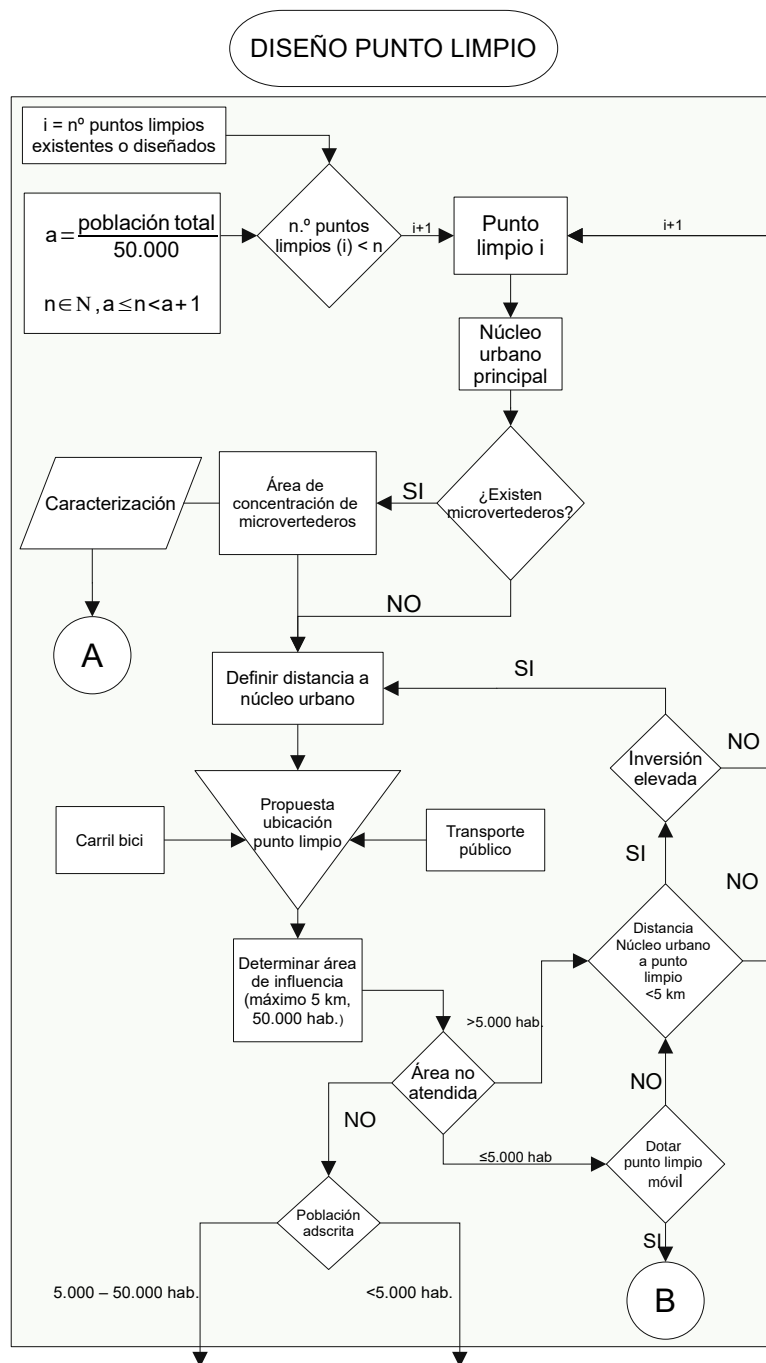 DISEÑO PUNTO LIMPIO
i = nº puntos limpios
existentes o diseñados
a = población total
50.000
n∈N, a≤n<a+1
n.º puntos
limpios (i) < n
i+1
Punto
limpio i
i+1
Núcleo
urbano
principal
¿Existen
microvertederos?
SI
Área de
concentración de
microvertederos
Caracterización
NO
A
Definir distancia a
núcleo urbano
SI
Inversión
elevada
NO
Propuesta
ubicación
punto limpio
Carril bici
Transporte
público
SI
NO
Distancia
Núcleo urbano
a punto
limpio
<5 km
Determinar área
de influencia
(máximo 5 km,
50.000 hab.)
>5.000 hab.
Área no
atendida
NO
NO
≤5.000 hab
Dotar
punto limpio
móvil
Población
adscrita
SI
B
5.000 – 50.000 hab.
<5.000 hab.